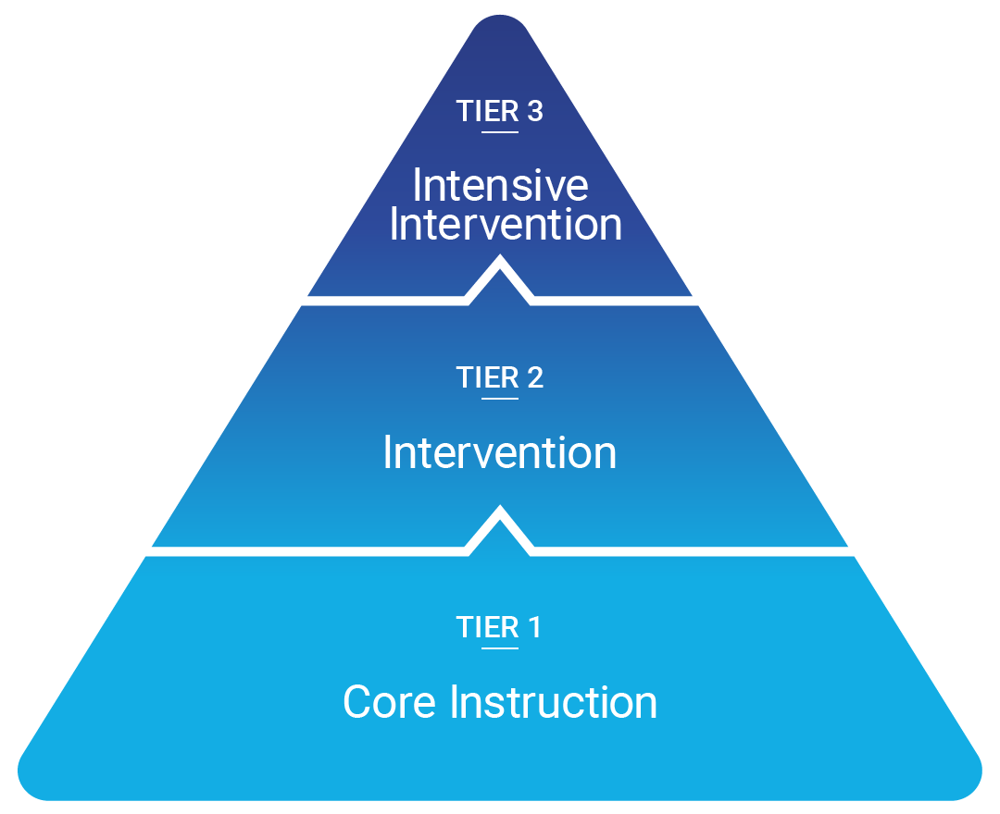 TIER 3
Intensive
Intervention
TIER 2
Intervention
TIER 1
Core Instruction